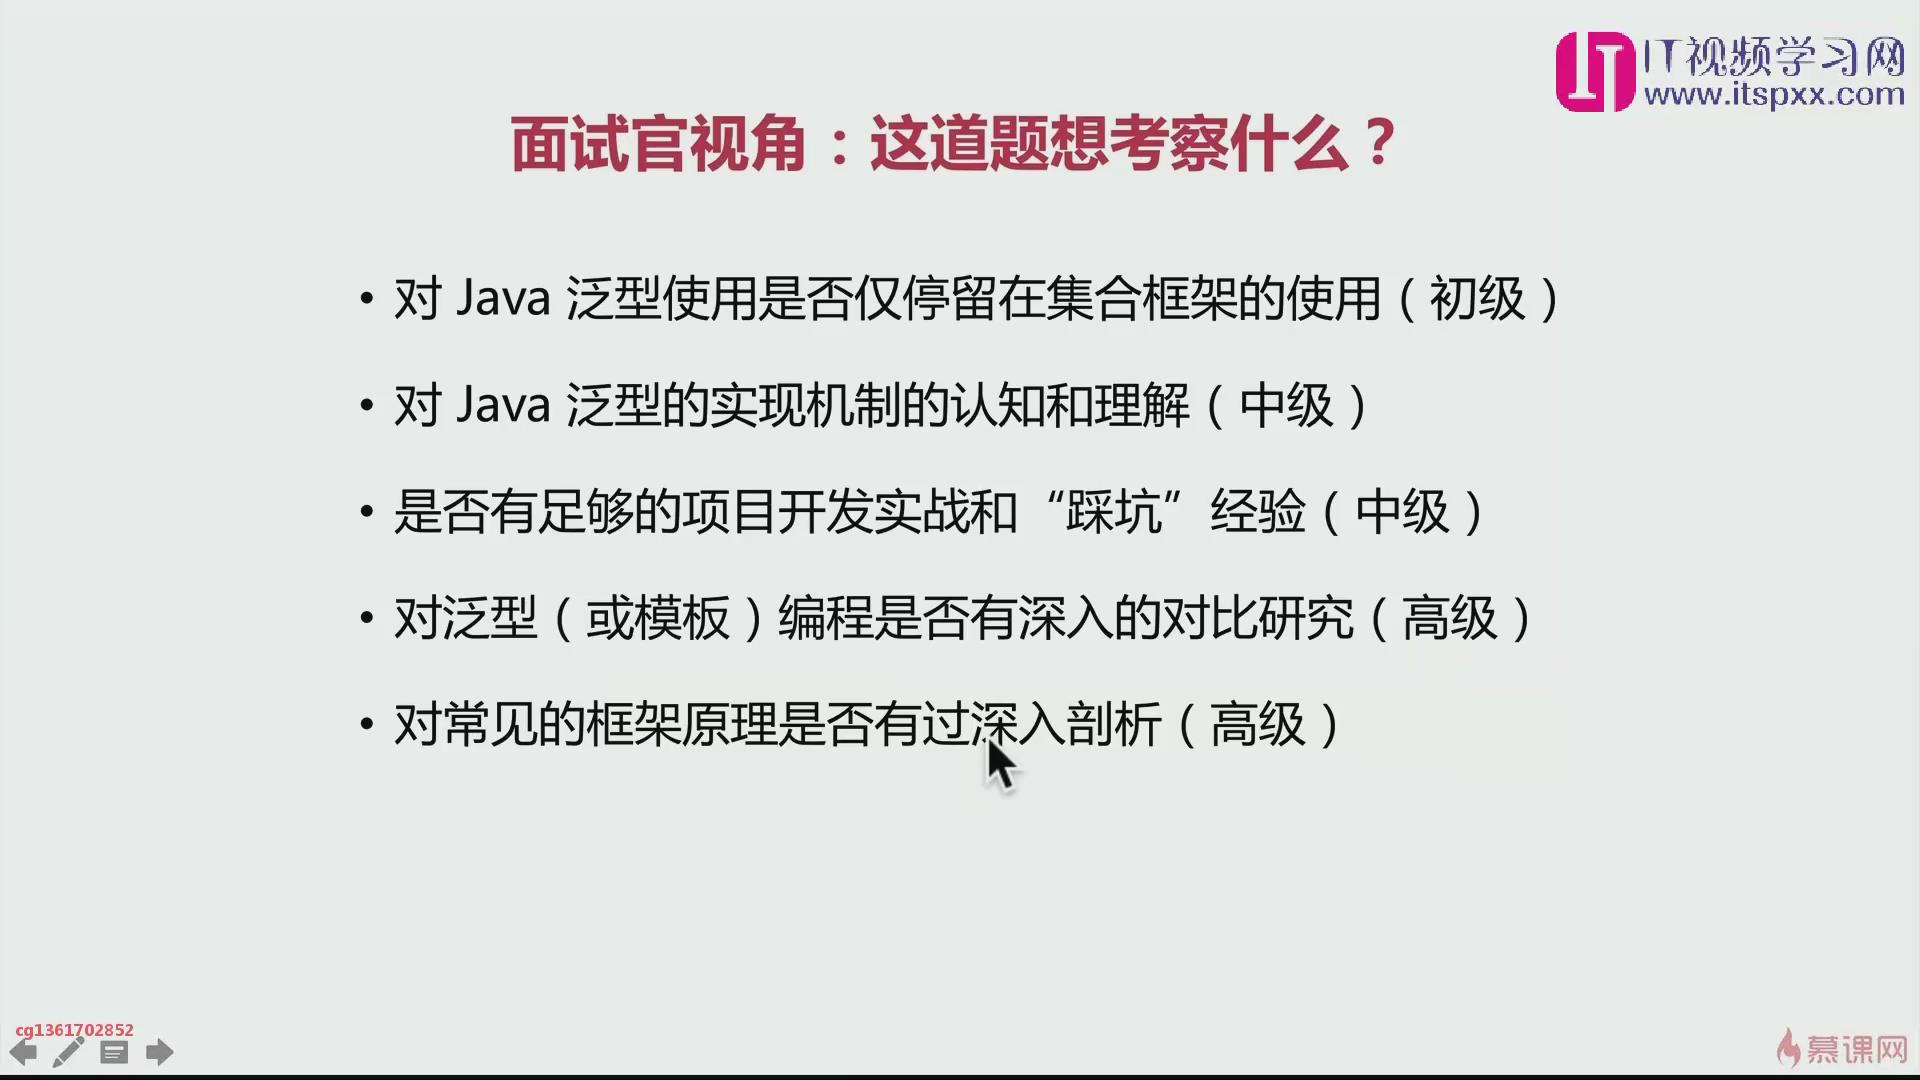 IT视频学习网
www.itspxx.com
面试官视角：这道题想考察什么？
• 对 Java 泛型使用是否仅停留在集合框架的使用（初级）
• 对 Java 泛型的实现机制的认知和理解（中级）
• 是否有足够的项目开发实战和“踩坑”经验（中级）
• 对泛型（或模板）编程是否有深入的对比研究（高级）
• 对常见的框架原理是否有过深入剖析（高级）
cg1361702852
慕课网